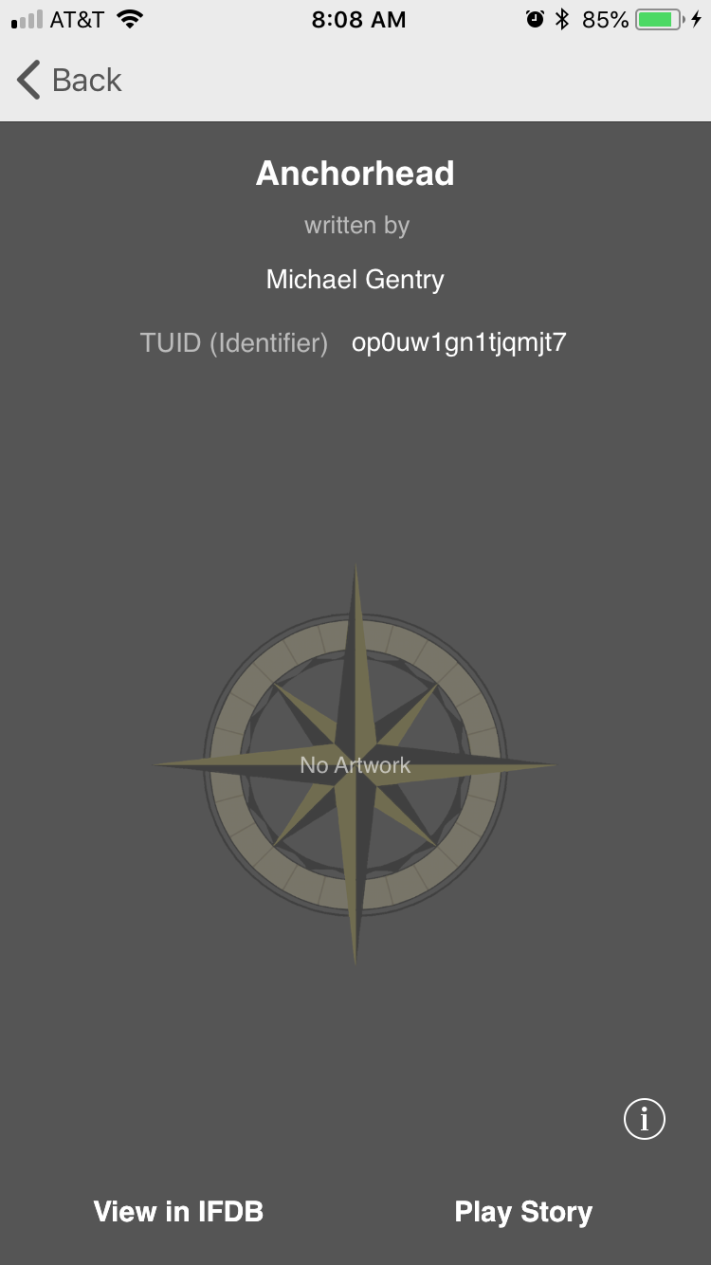 AT&T 8:08 AM 85%
Back
Anchorhead
written by
Michael Gentry
TUID (Identifier) op0uw1gn1tjqmjt7
No Artwork
i
View in IFDB Play Story